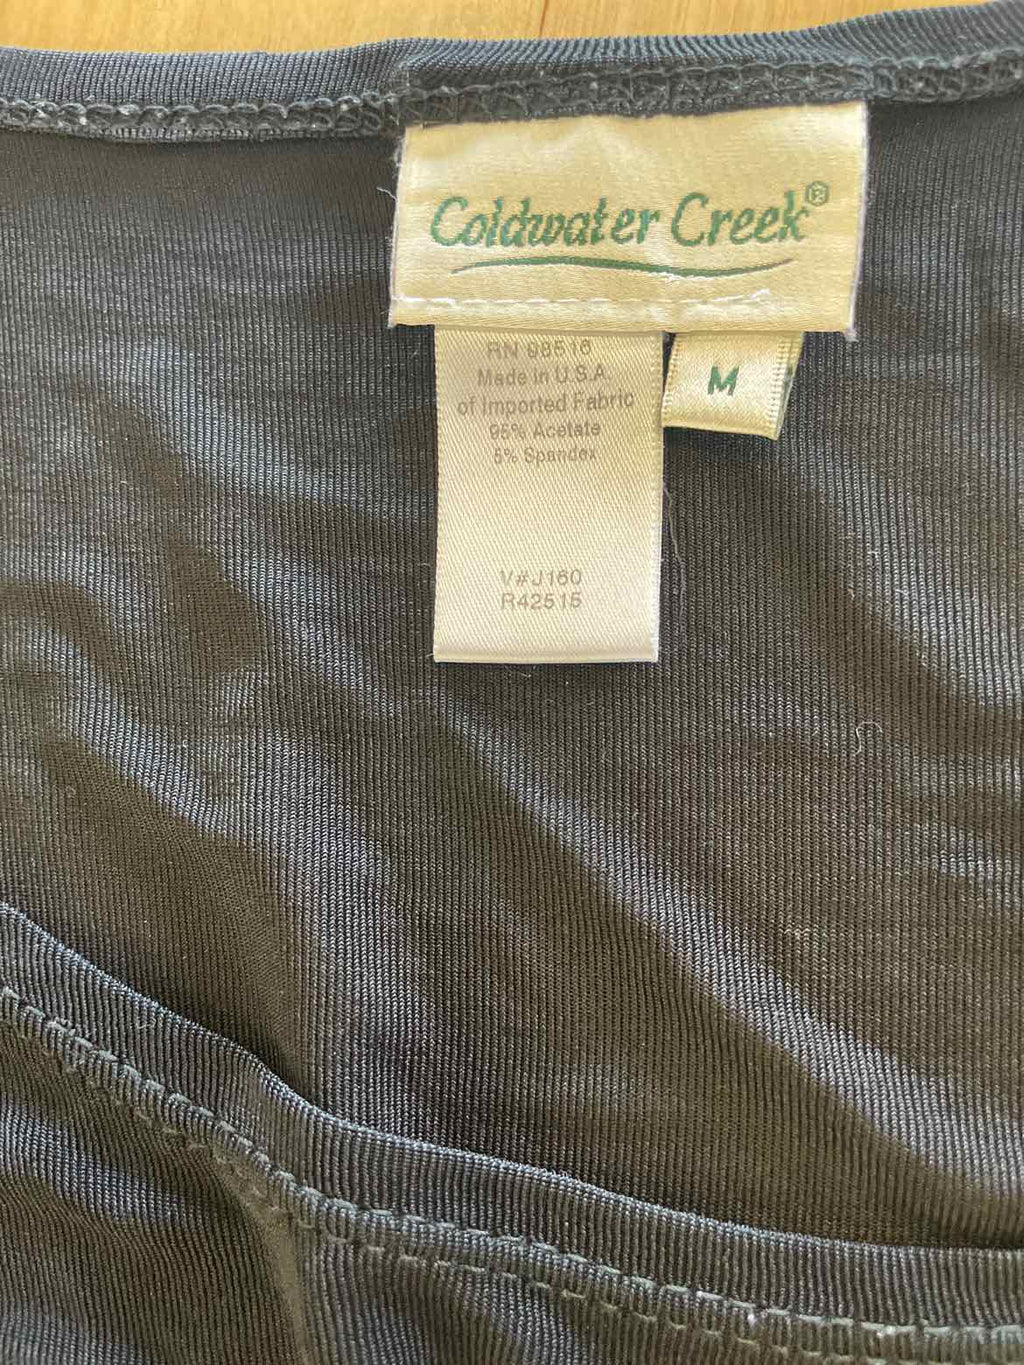 Coldwater Creek®
RN 98516
Made in U.S.A.
of Imported Fabric
95% Acetate
5% Spandex
V#J160
R42515
M